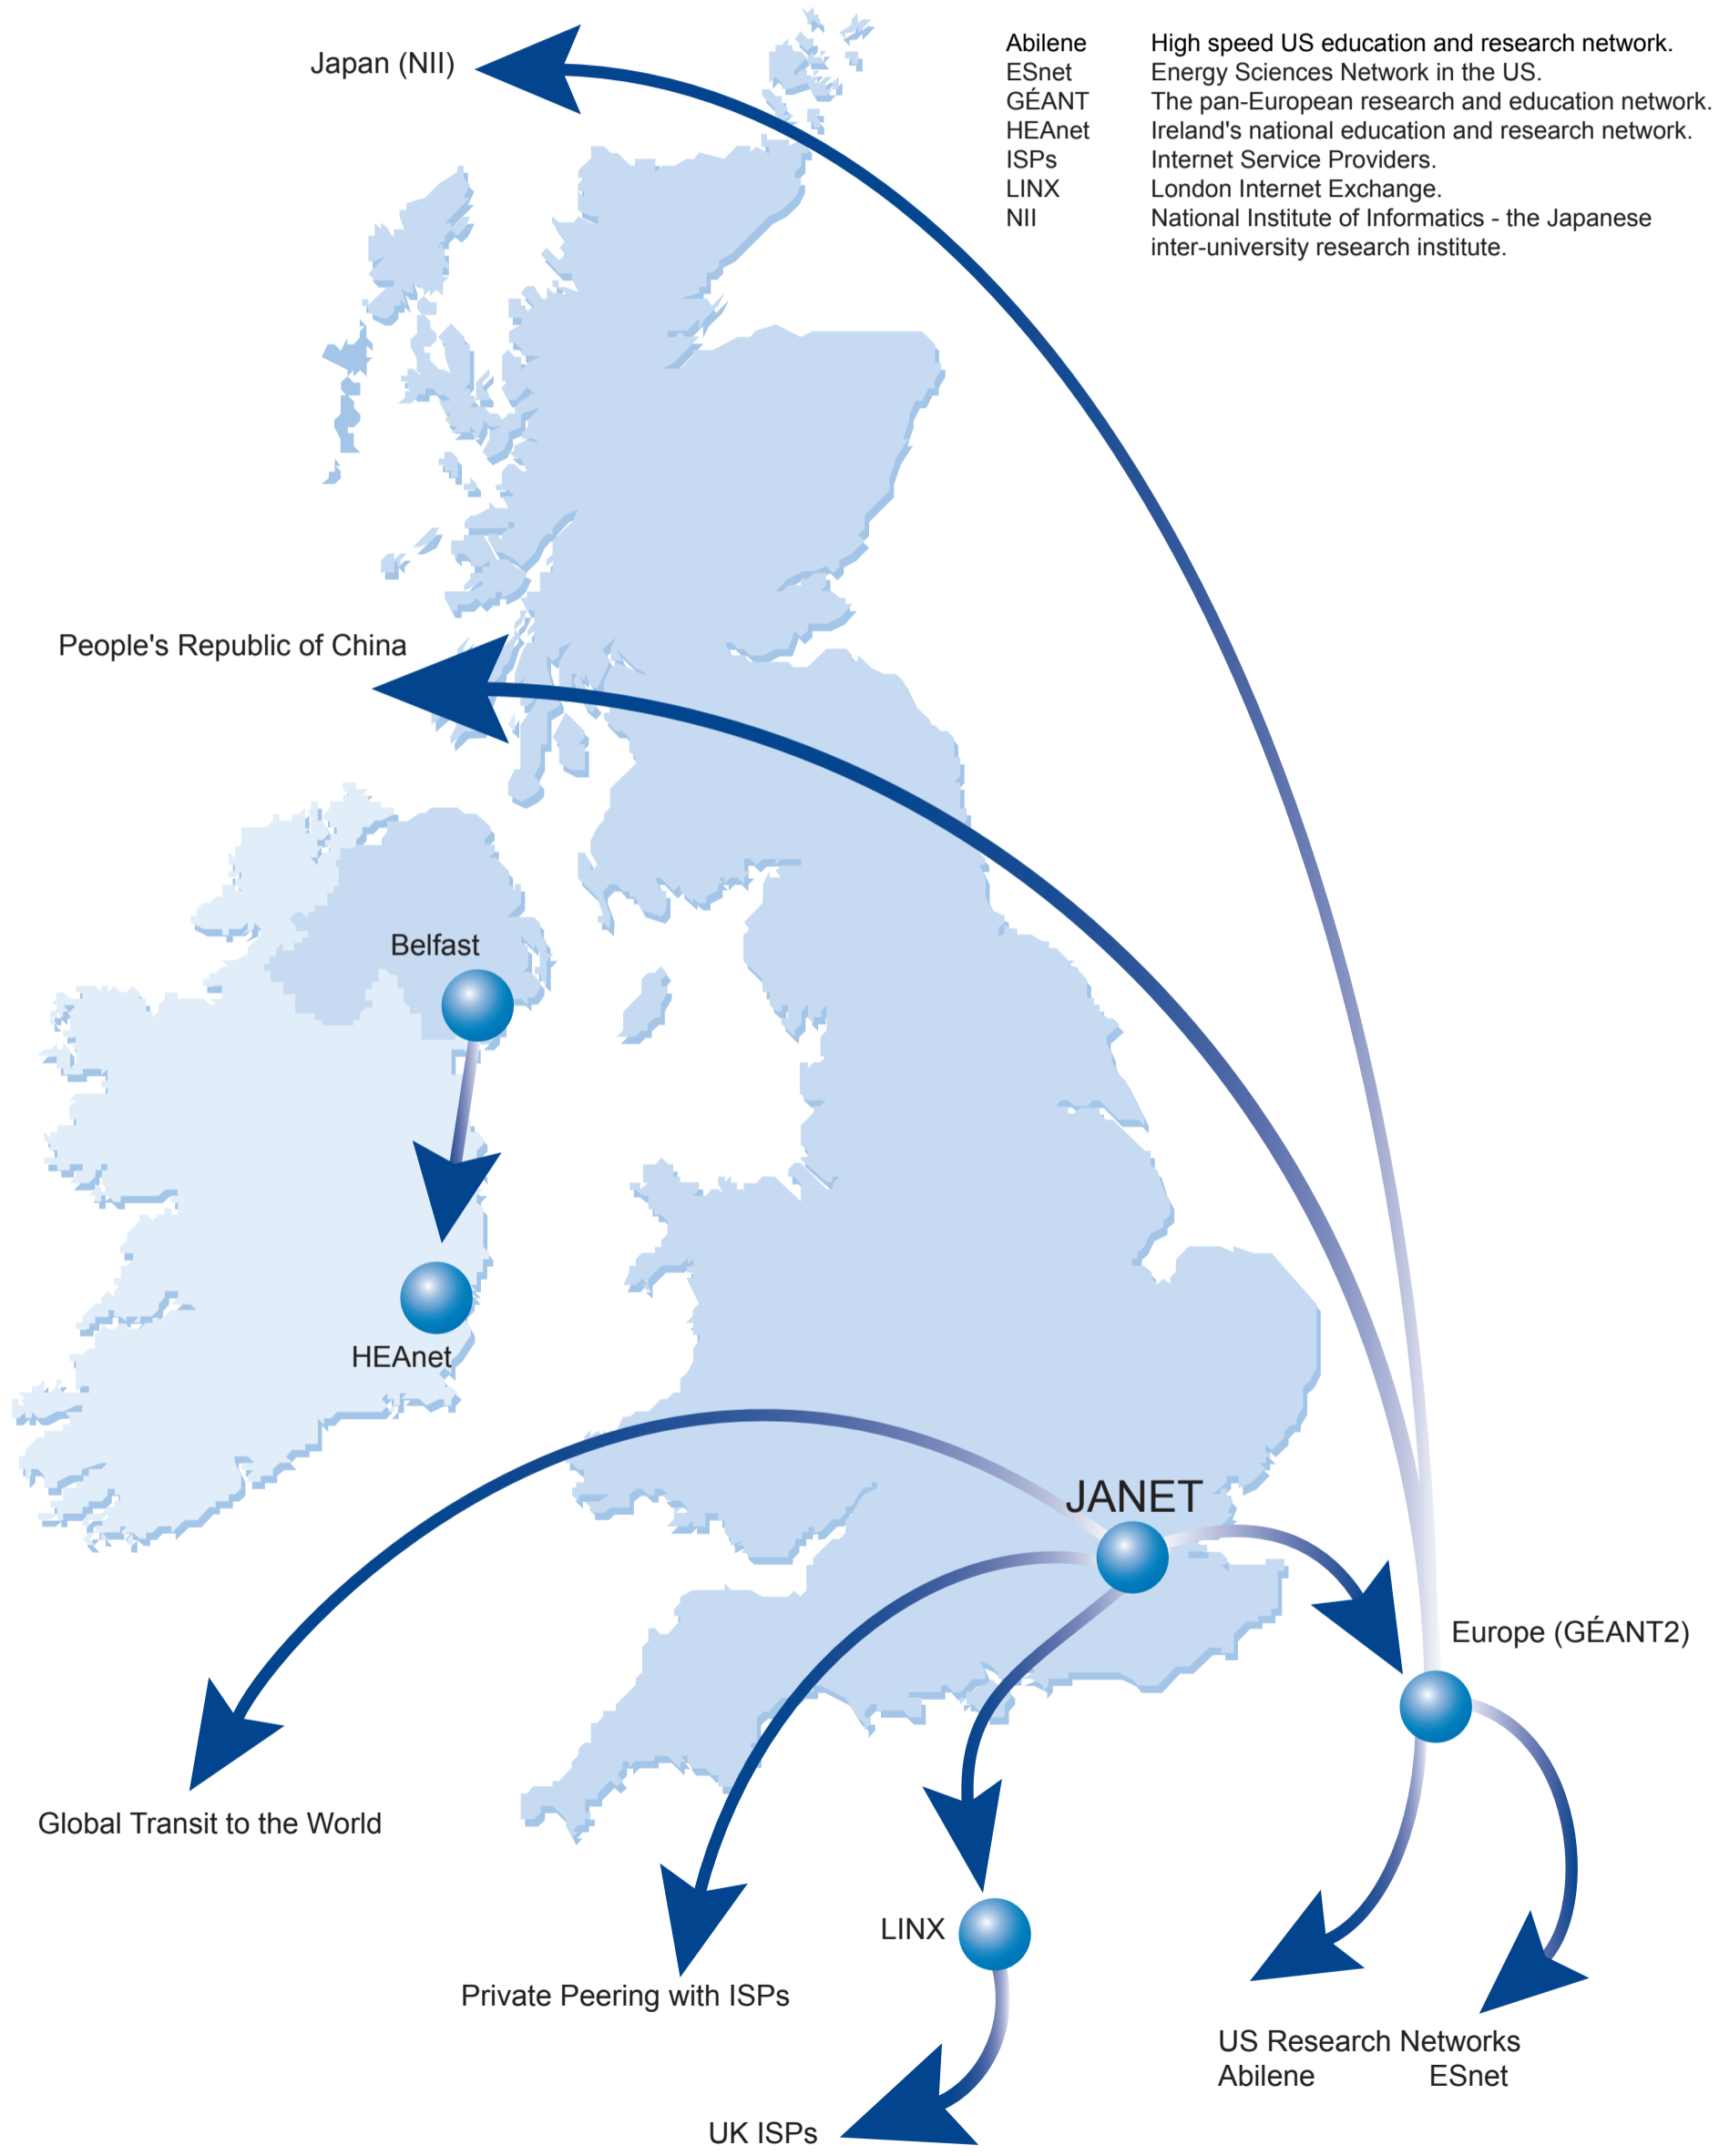 Japan (NII)
Abilene High speed US education and research network.
ESnet Energy Sciences Network in the US.
GÉANT The pan-European research and education network.
HEAnet Ireland's national education and research network.
ISPs Internet Service Providers.
LINX London Internet Exchange.
NII National Institute of Informatics - the Japanese
inter-university research institute.
People's Republic of China
Belfast
HEAnet
JANET
Europe (GÉANT2)
Global Transit to the World
LINX
Private Peering with ISPs
US Research Networks
Abilene ESnet
UK ISPs